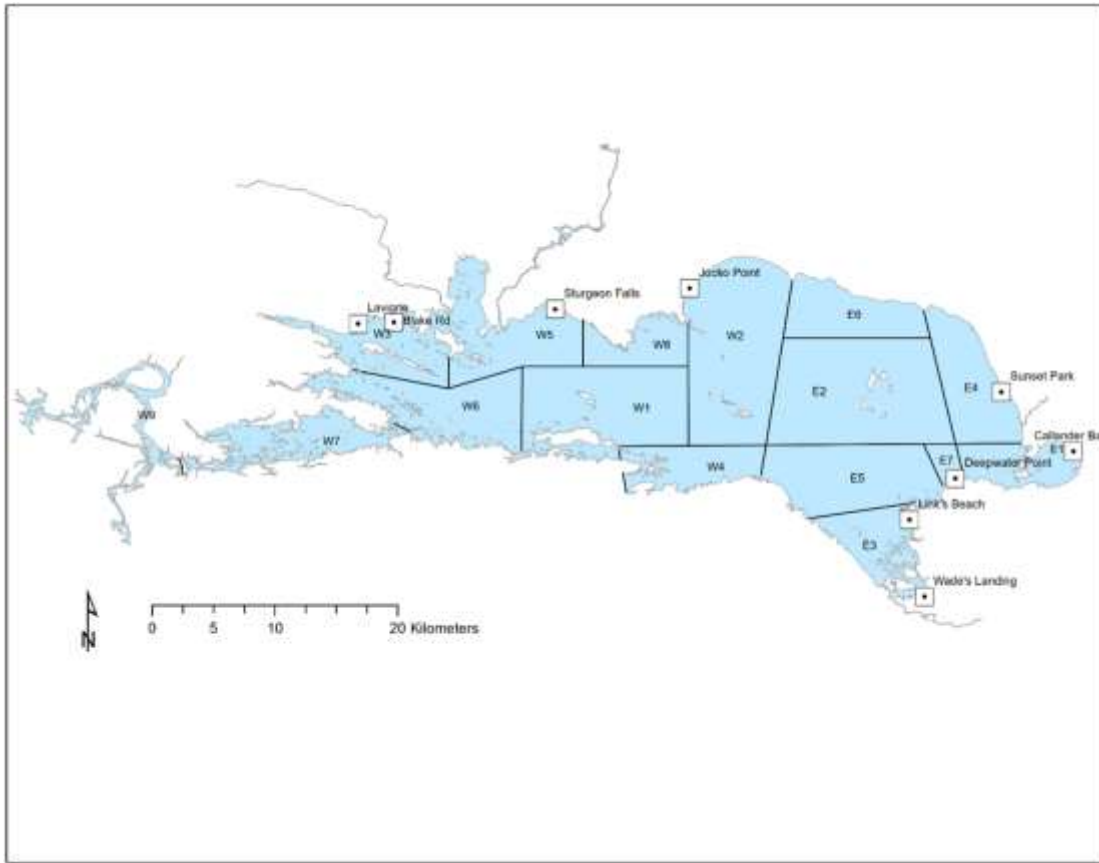 Jocko Point
Sturgeon Falls
Lavigne
Blake Rd
W3
W5
W8
W2
E6
E2
E4
Sunset Park
W9
W7
W6
W1
W4
E5
E7
Deepwater Point
Callander Ba
E1
Link's Beach
E3
Wade's Landing
N
0 5 10 20 Kilometers